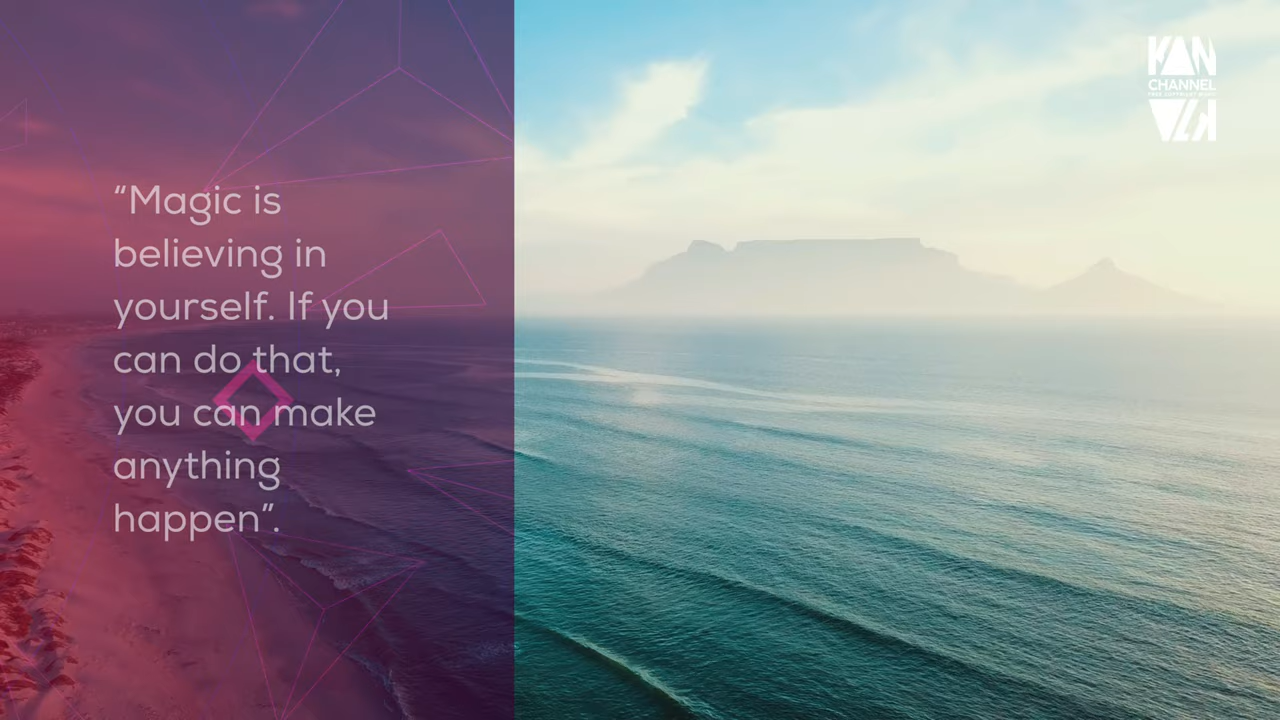 “Magic is
believing in
yourself. If you
can do that,
you can make
anything
happen”.
KAN
CHANNEL